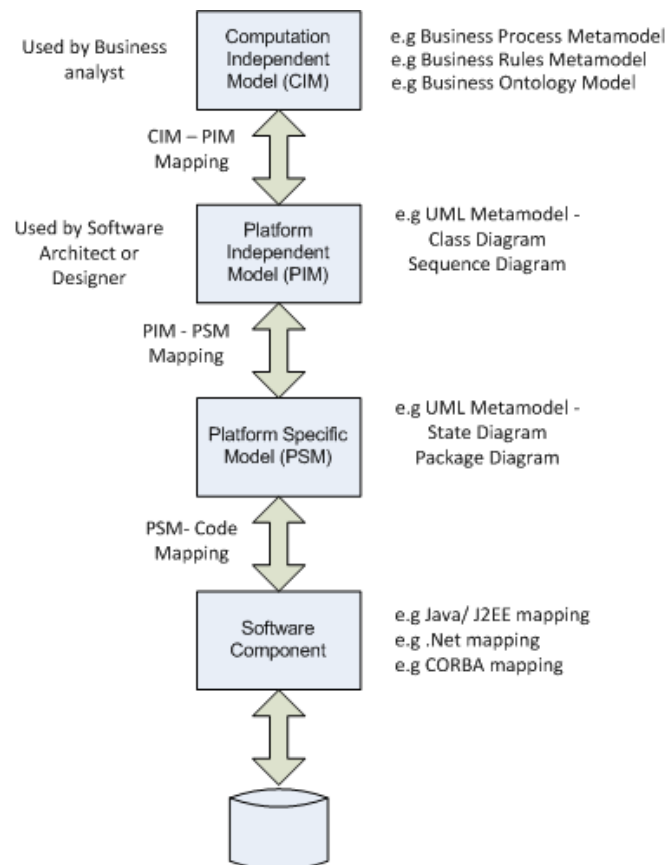 Used by Business
analyst
Computation
Independent
Model (CIM)
e.g Business Process Metamodel
e.g Business Rules Metamodel
e.g Business Ontology Model
CIM – PIM
Mapping
Used by Software
Architect or
Designer
Platform
Independent
Model (PIM)
e.g UML Metamodel -
Class Diagram
Sequence Diagram
PIM - PSM
Mapping
Platform Specific
Model (PSM)
e.g UML Metamodel -
State Diagram
Package Diagram
PSM- Code
Mapping
Software
Component
e.g Java/ J2EE mapping
e.g .Net mapping
e.g CORBA mapping